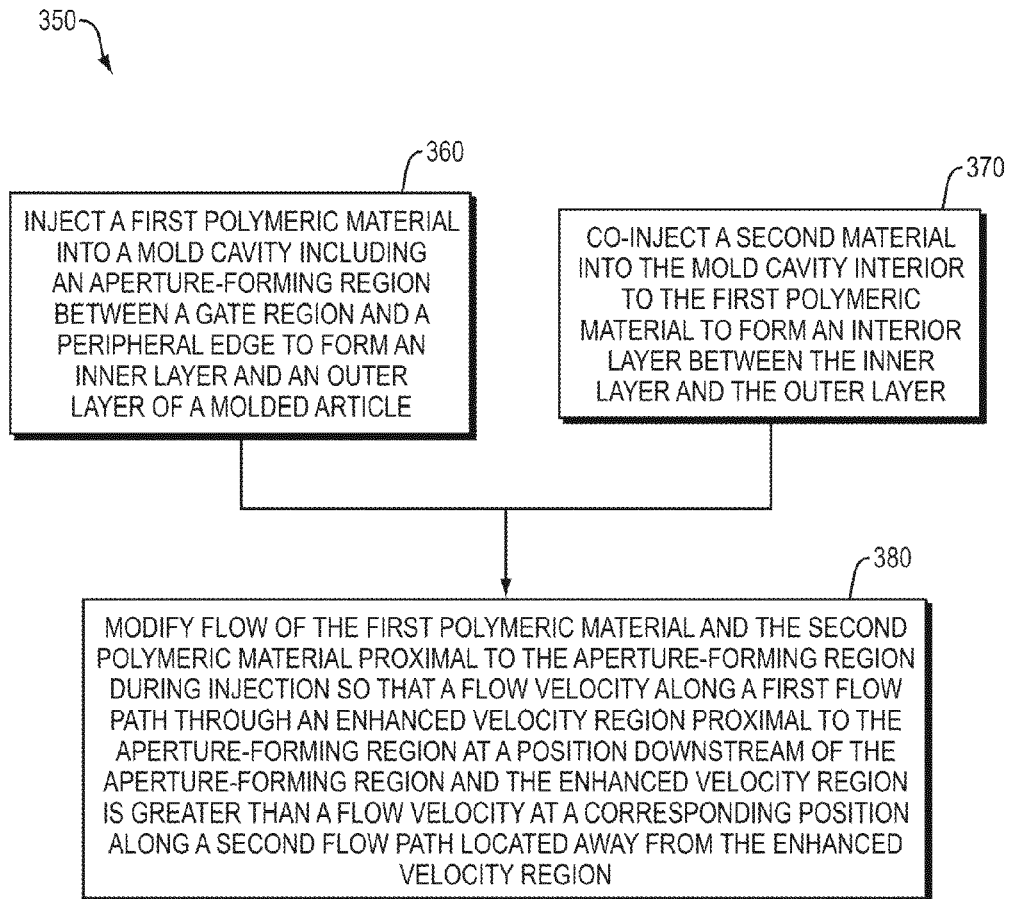 350
360
INJECT A FIRST POLYMERIC MATERIAL
INTO A MOLD CAVITY INCLUDING
AN APERTURE-FORMING REGION
BETWEEN A GATE REGION AND A
PERIPHERAL EDGE TO FORM AN
INNER LAYER AND AN OUTER
LAYER OF A MOLDED ARTICLE
370
CO-INJECT A SECOND MATERIAL
INTO THE MOLD CAVITY INTERIOR
TO THE FIRST POLYMERIC
MATERIAL TO FORM AN INTERIOR
LAYER BETWEEN THE INNER
LAYER AND THE OUTER LAYER
380
MODIFY FLOW OF THE FIRST POLYMERIC MATERIAL AND THE SECOND
POLYMERIC MATERIAL PROXIMAL TO THE APERTURE-FORMING REGION
DURING INJECTION SO THAT A FLOW VELOCITY ALONG A FIRST FLOW
PATH THROUGH AN ENHANCED VELOCITY REGION PROXIMAL TO THE
APERTURE-FORMING REGION AT A POSITION DOWNSTREAM OF THE
APERTURE-FORMING REGION AND THE ENHANCED VELOCITY REGION
IS GREATER THAN A FLOW VELOCITY AT A CORRESPONDING POSITION
ALONG A SECOND FLOW PATH LOCATED AWAY FROM THE ENHANCED
VELOCITY REGION